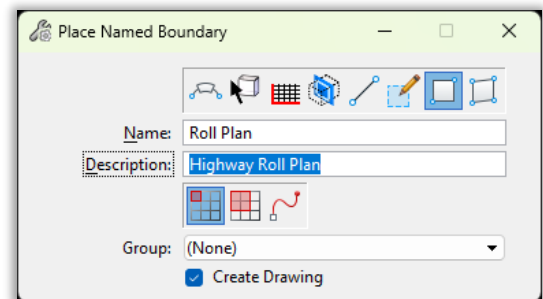 Place Named Boundary
Name: Roll Plan
Description: Highway Roll Plan
Group: (None)
Create Drawing